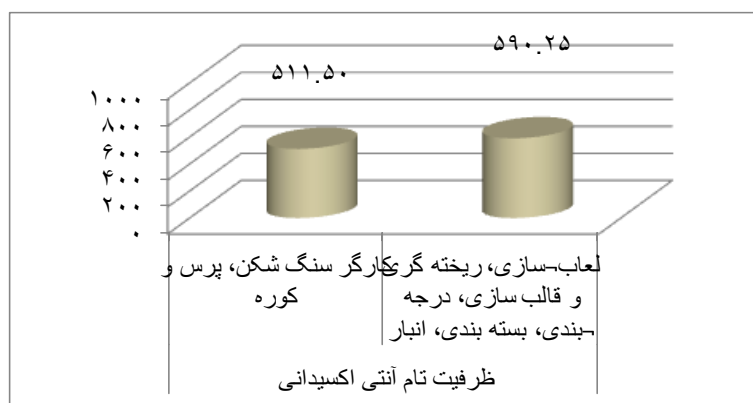 ۵۹۰.۲۵
۵۱۱.۵۰
۱۰۰۰
۸۰۰
۶۰۰
۴۰۰
۲۰۰
۰
کارگر سنگ شکن، پرس و
کوره
لعاب¬سازی، ریخته گری
و قالب سازی، درجه
¬بندی، بسته بندی، انبار
ظرفیت تام آنتی اکسیدانی